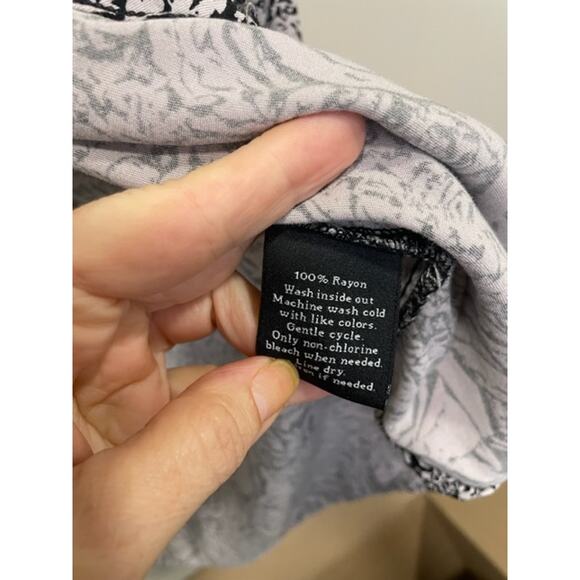 100% Rayon
Wash inside out
Machine wash cold
with like colors.
Gentle cycle.
Only non-chlorine
bleach when needed.
Line dry.
if needed.